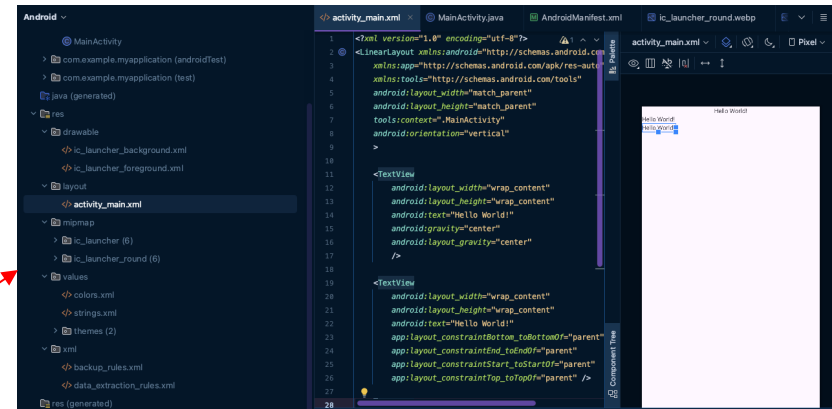 Android
activity_main.xml
MainActivity.java
AndroidManifest.xml
ic_launcher_round.webp
MainActivity
com.example.myapplication (androidTest)
com.example.myapplication (test)
java (generated)
res
drawable
ic_launcher_background.xml
ic_launcher_foreground.xml
layout
activity_main.xml
mipmap
ic_launcher (6)
ic_launcher_round (6)
values
colors.xml
strings.xml
themes (2)
xml
backup_rules.xml
data_extraction_rules.xml
res (generated)
1 <?xml version="1.0" encoding="utf-8"?>
2 <LinearLayout xmlns:android="http://schemas.android.com
3 xmlns:app="http://schemas.android.com/apk/res-auto"
4 xmlns:tools="http://schemas.android.com/tools"
5 android:layout_width="match_parent"
6 android:layout_height="match_parent"
7 tools:context=".MainActivity"
8 android:orientation="vertical"
9 >
10
11 <TextView
12 android:layout_width="wrap_content"
13 android:layout_height="wrap_content"
14 android:text="Hello World!"
15 android:gravity="center"
16 android:layout_gravity="center"
17 />
18
19 <TextView
20 android:layout_width="wrap_content"
21 android:layout_height="wrap_content"
22 android:text="Hello World!"
23 app:layout_constraintBottom_toBottomOf="parent"
24 app:layout_constraintEnd_toEndOf="parent"
25 app:layout_constraintStart_toStartOf="parent"
26 app:layout_constraintTop_toTopOf="parent" />
27
28
1
Palette
Component Tree
activity_main.xml
Pixel
Hello World!
Hello World!
Hello World!